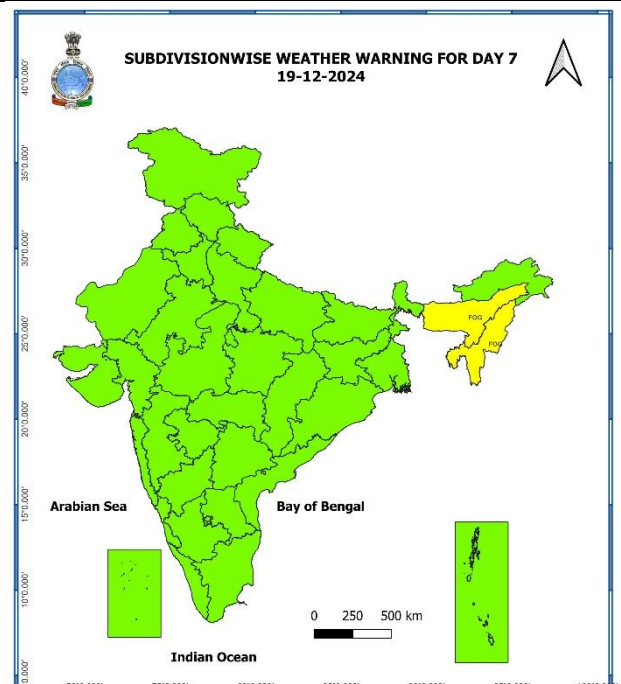 SUBDIVISIONWISE WEATHER WARNING FOR DAY 7
19-12-2024
40°0.000'
35°0.000'
30°0.000'
FOG
25°0.000'
FOG
20°0.000'
Arabian Sea
Bay of Bengal
15°0.000'
10°0.000'
0 250 500 km
Indian Ocean